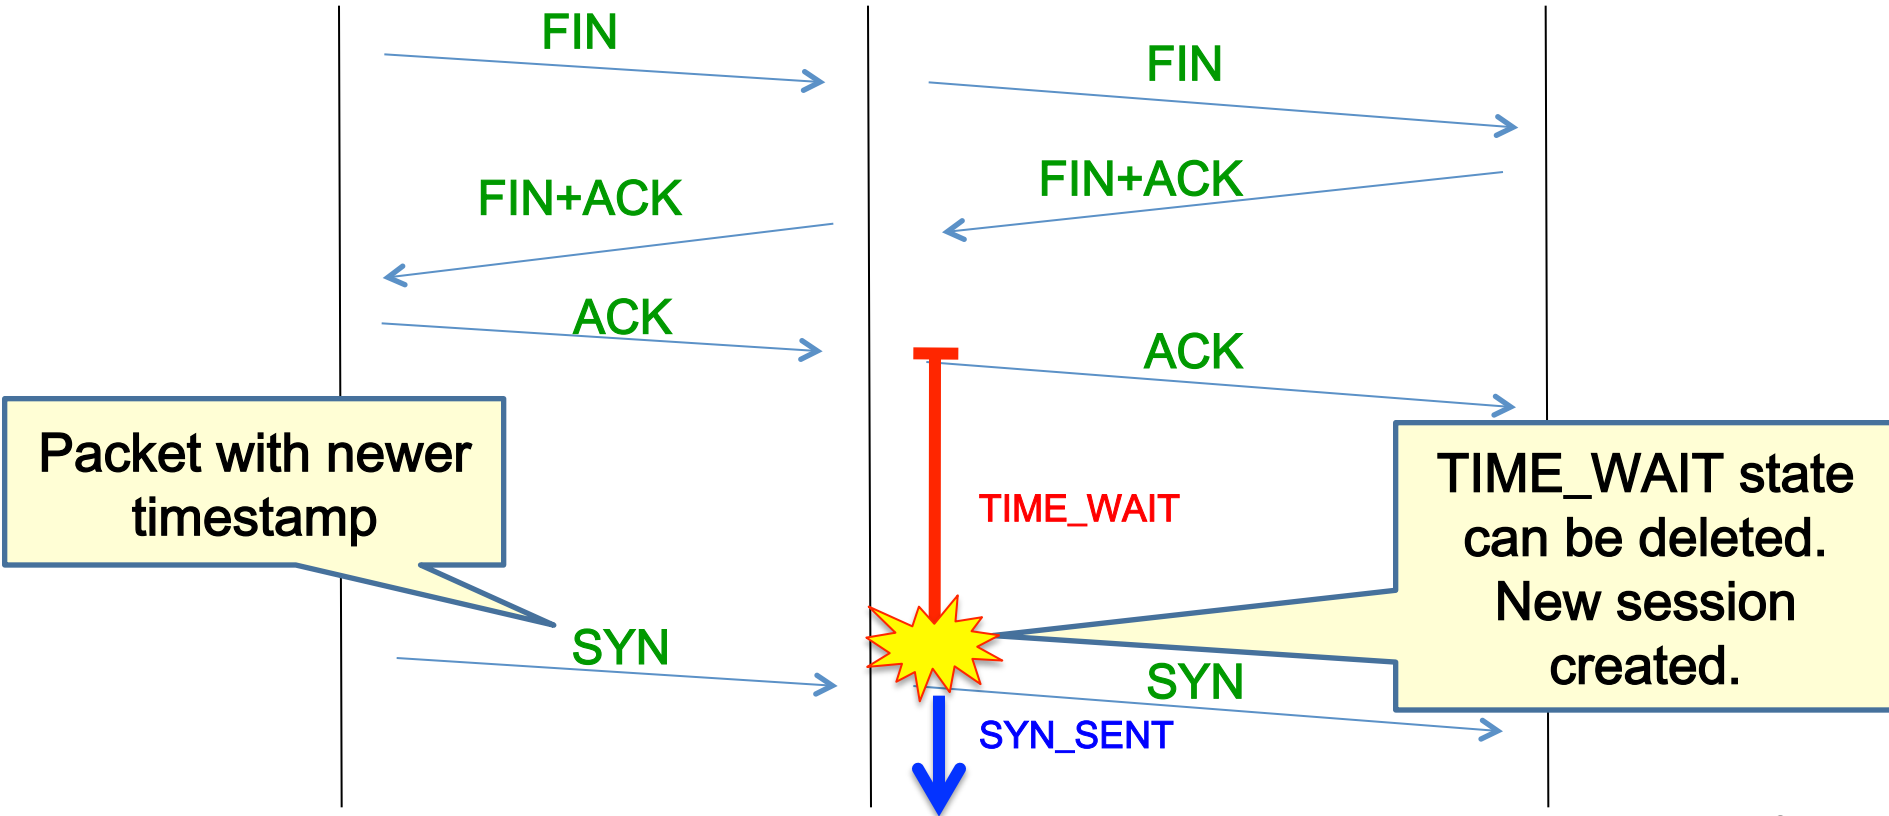 FIN
FIN
FIN+ACK
FIN+ACK
ACK
ACK
Packet with newer
timestamp
TIME_WAIT
TIME_WAIT state
can be deleted.
New session
created.
SYN
SYN
SYN_SENT